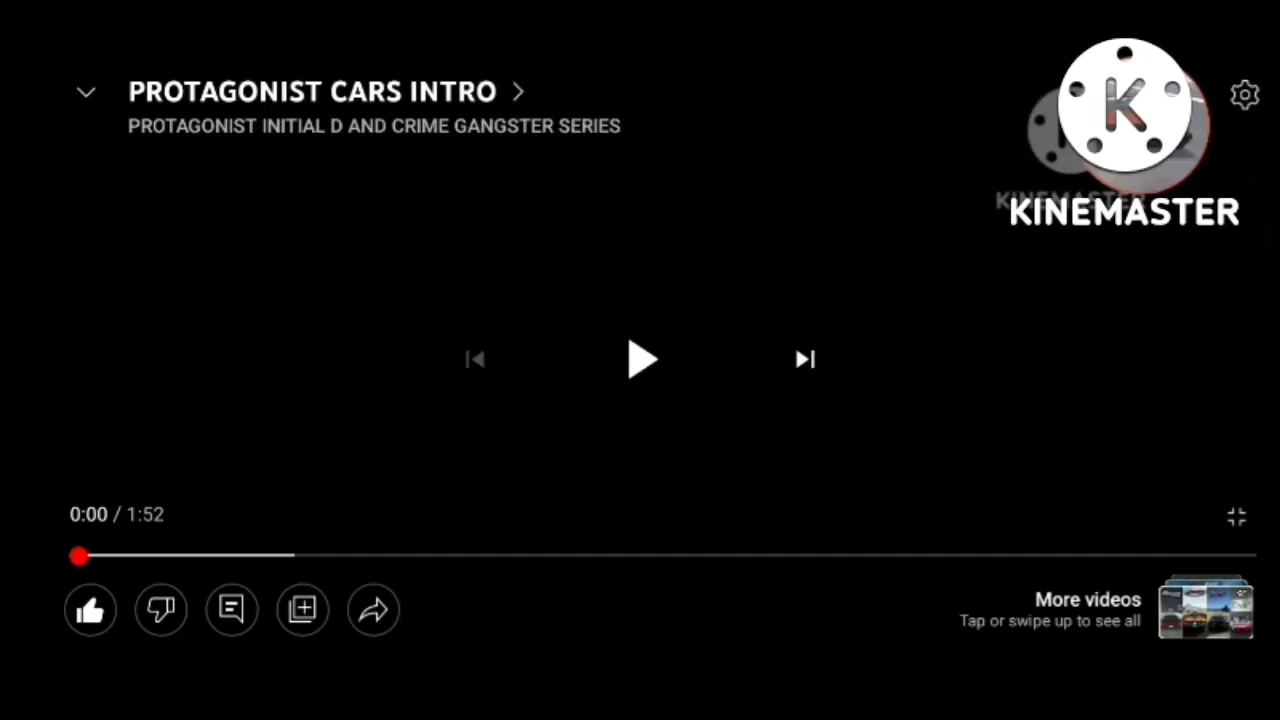 PROTAGONIST CARS INTRO
PROTAGONIST INITIAL D AND CRIME GANGSTER SERIES
K
KINEMASTER
KINEMASTER
0:00 / 1:52
More videos
Tap or swipe up to see all